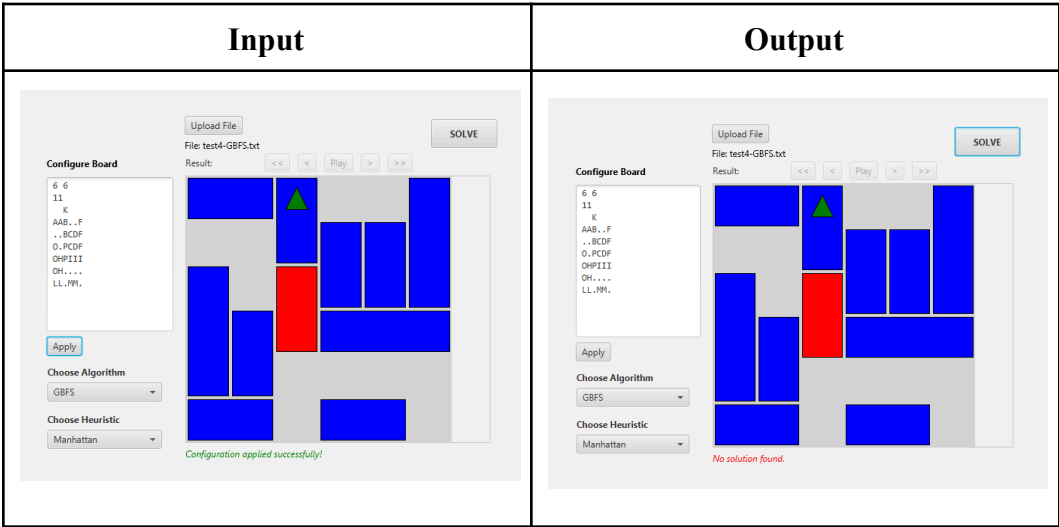 Input
Output
Upload File
SOLVE
File: test4-GBFS.txt
Configure Board
Result:
<<
<
Play
>
>>
6 6
11
  K
AAB..F
..BCDF
O.PCDF
OHPIII
OH....
LL.MM.
Apply
Choose Algorithm
GBFS
Choose Heuristic
Manhattan
Configuration applied successfully!
Upload File
SOLVE
File: test4-GBFS.txt
Configure Board
Result:
<<
<
Play
>
>>
6 6
11
  K
AAB..F
..BCDF
O.PCDF
OHPIII
OH....
LL.MM.
Apply
Choose Algorithm
GBFS
Choose Heuristic
Manhattan
No solution found.